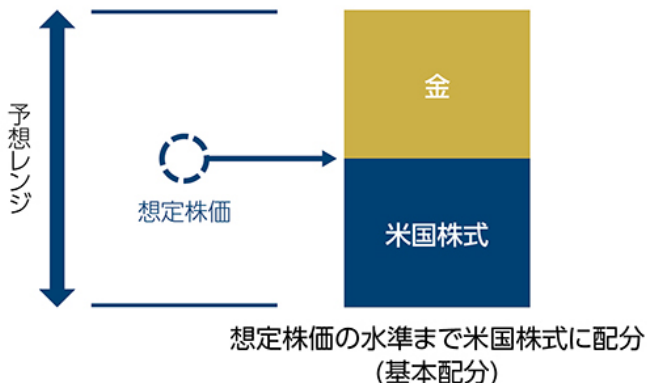 予想レンジ
金
想定株価
米国株式
想定株価の水準まで米国株式に配分
(基本配分)